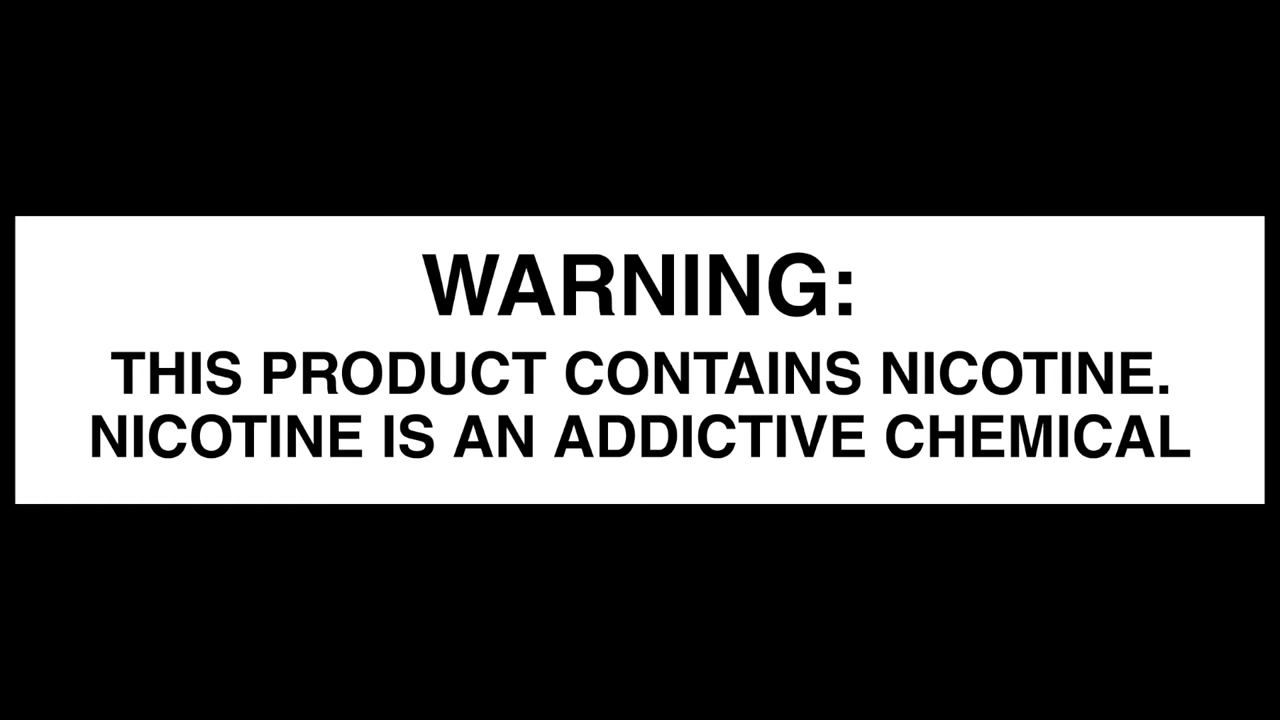 WARNING:
THIS PRODUCT CONTAINS NICOTINE.
NICOTINE IS AN ADDICTIVE CHEMICAL